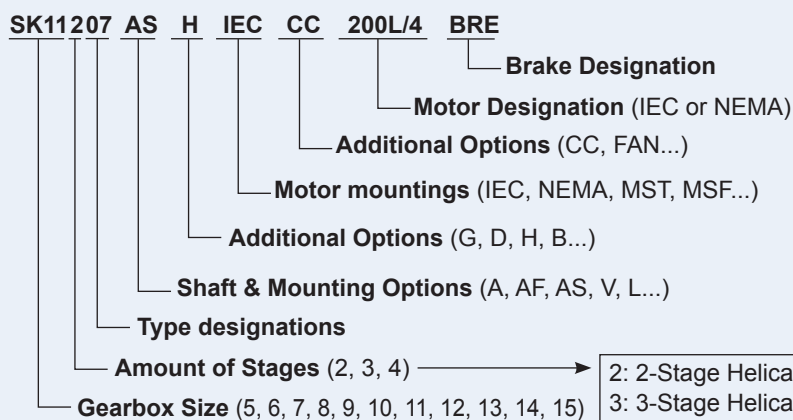 SK11207 AS H IEC CC 200L/4 BRE
Brake Designation
Motor Designation (IEC or NEMA)
Additional Options (CC, FAN...)
Motor mountings (IEC, NEMA, MST, MSF...)
Additional Options (G, D, H, B...)
Shaft & Mounting Options (A, AF, AS, V, L...)
Type designations
Amount of Stages (2, 3, 4)
2: 2-Stage Helica
Gearbox Size (5, 6, 7, 8, 9, 10, 11, 12, 13, 14, 15)
3: 3-Stage Helica